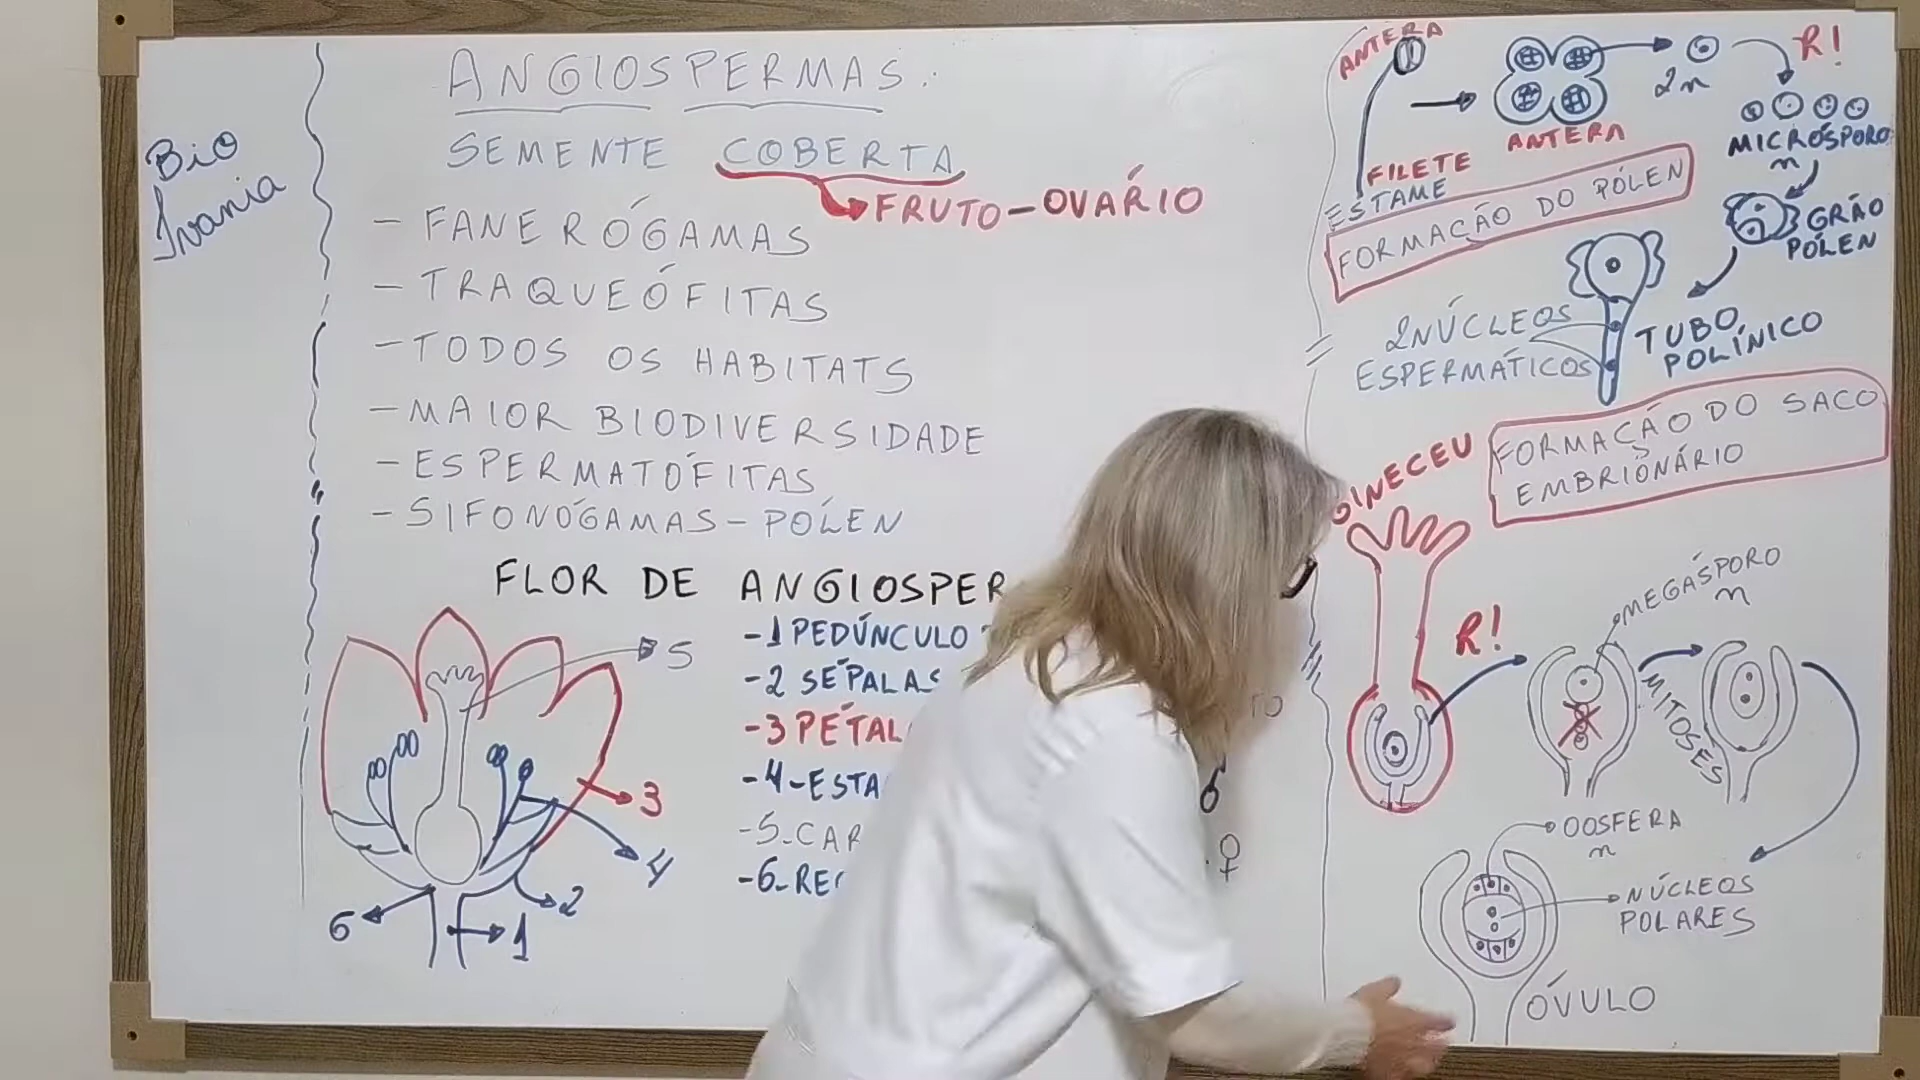 Bio
Ivania
ANGIOSPERMAS:
SEMENTE COBERTA
FRUTO-OVÁRIO
- FANERÓGAMAS
- TRAQUEÓFITAS
- TODOS OS HABITATS
- MAIOR BIODIVERSIDADE
- ESPERMATÓFITAS
- SIFONÓGAMAS - PÓLEN
FLOR DE ANGIOSPER
-1 PEDÚNCULO
-2 SÉPALAS
-3 PÉTAL
-4-ESTA
-5-CAR
-6-REC
♀
5
3
4
2
1
6
ANTERA
FILETE
ESTAME
ANTERA
2n
R!
MICRÓSPORO
n
GRÃO
PÓLEN
FORMAÇÃO DO PÓLEN
TUBO
POLÍNICO
2NÚCLEOS
ESPERMÁTICOS
GINECEU
FORMAÇÃO DO SACO
EMBRIONÁRIO
R!
MEGÁSPORO
n
MITOSES
OOSFERA
n
NÚCLEOS
POLARES
ÓVULO